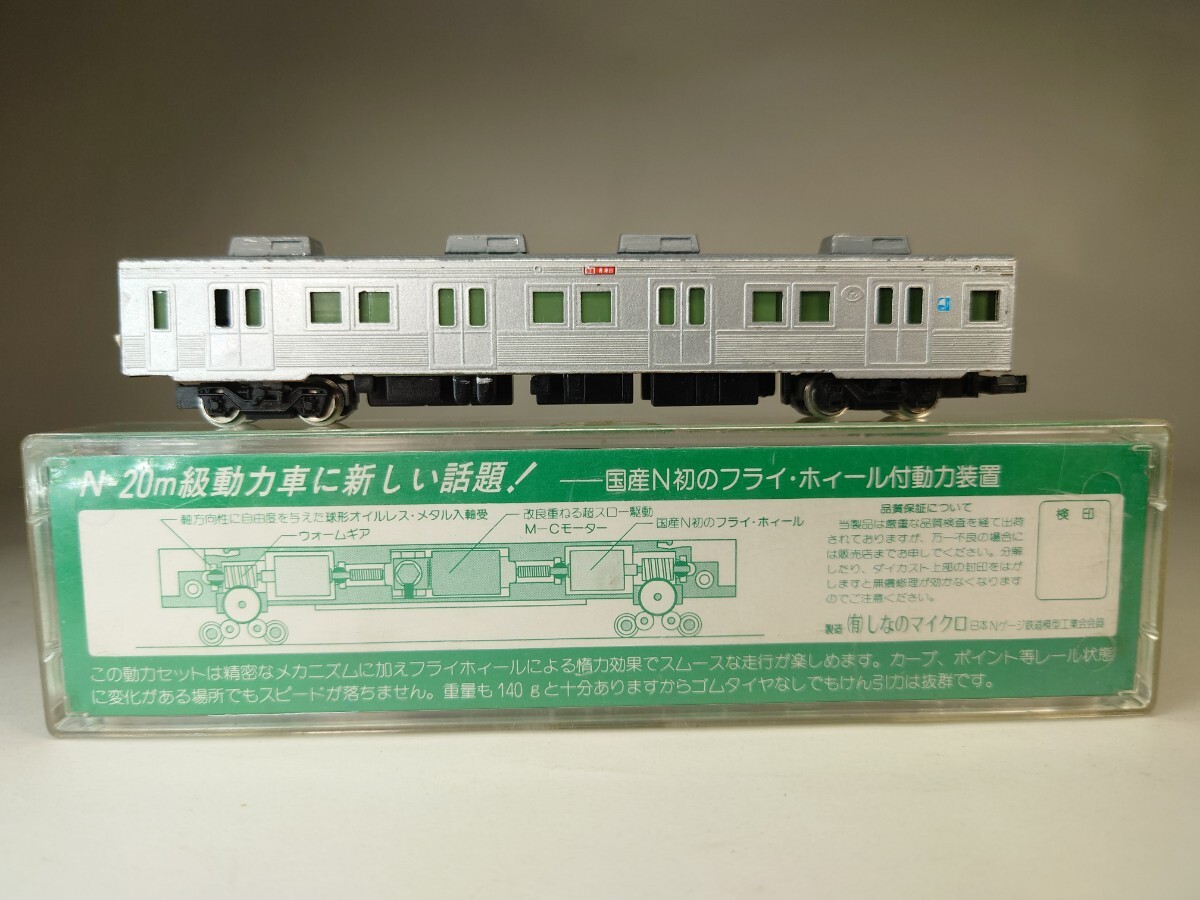 N-20m級動力車に新しい話題！ ──国産N初のフライ・ホィール付動力装置
軸方向性に自由度を与えた球形オイルレス・メタル入軸受
ウォームギア
改良重ねる超スロー駆動
M－Cモーター
国産N初のフライ・ホィール
品質保証について
当製品は厳重な品質検査を経て出荷
されておりますが、万一不良の場合に
は販売店までお申しでください。分解
したり、ダイカスト上部の封印をはが
しますと無償修理が効かなくなります
のでご注意ください。
検印
製造 (有)しなのマイクロ 日本Nゲージ鉄道模型工業会会員
この動力セットは精密なメカニズムに加えフライホィールによる惰力効果でスムースな走行が楽しめます。カーブ、ポイント等レール状態
に変化がある場所でもスピードが落ちません。重量も140gと十分ありますからゴムタイヤなしでもけん引力は抜群です。